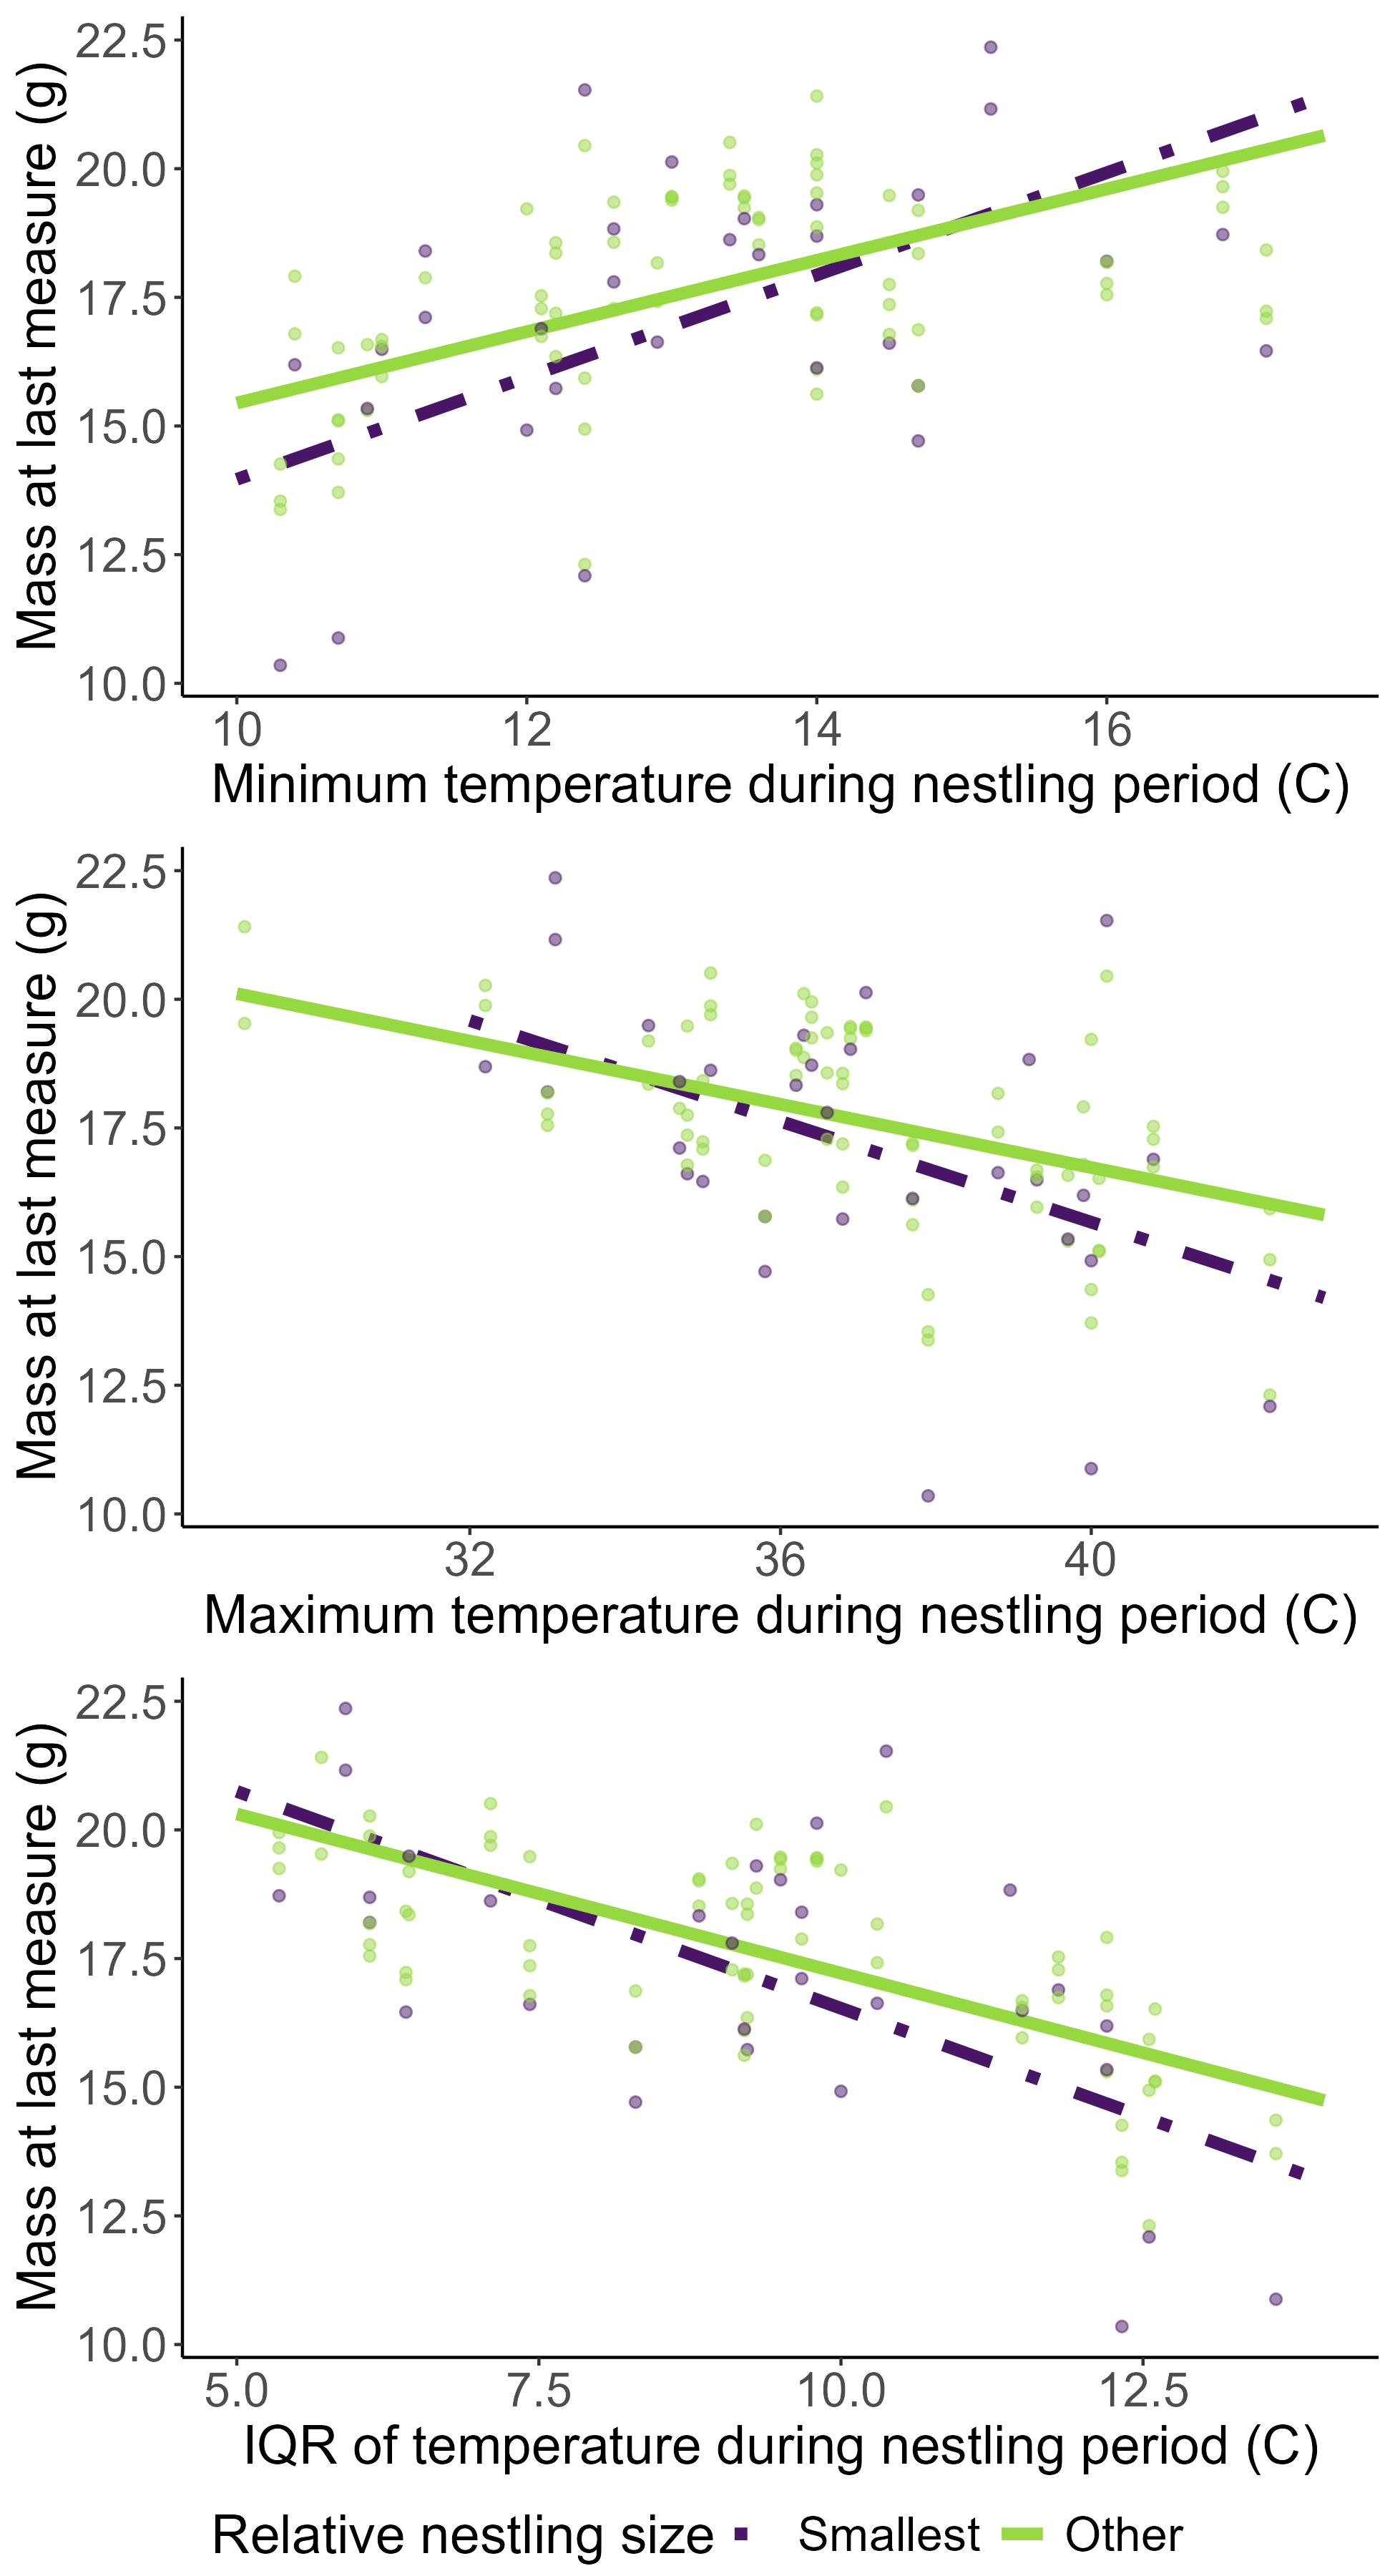 Mass at last measure (g)
22.5
20.0
17.5
15.0
12.5
10.0
10 12 14 16
Minimum temperature during nestling period (C)
Mass at last measure (g)
22.5
20.0
17.5
15.0
12.5
10.0
32 36 40
Maximum temperature during nestling period (C)
Mass at last measure (g)
22.5
20.0
17.5
15.0
12.5
10.0
5.0 7.5 10.0 12.5
IQR of temperature during nestling period (C)
Relative nestling size Smallest Other